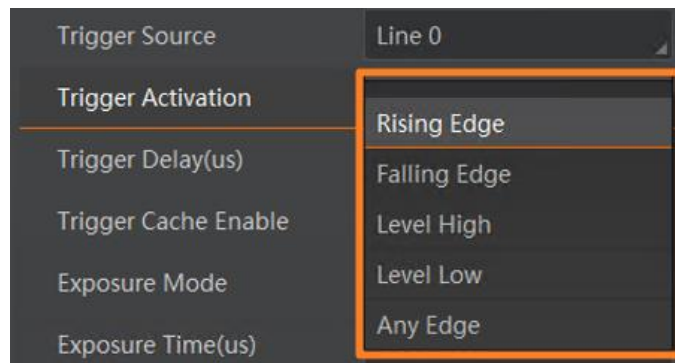 Trigger Source Line 0
Trigger Activation
Rising Edge
Trigger Delay(us)
Falling Edge
Trigger Cache Enable
Level High
Exposure Mode
Level Low
Exposure Time(us)
Any Edge